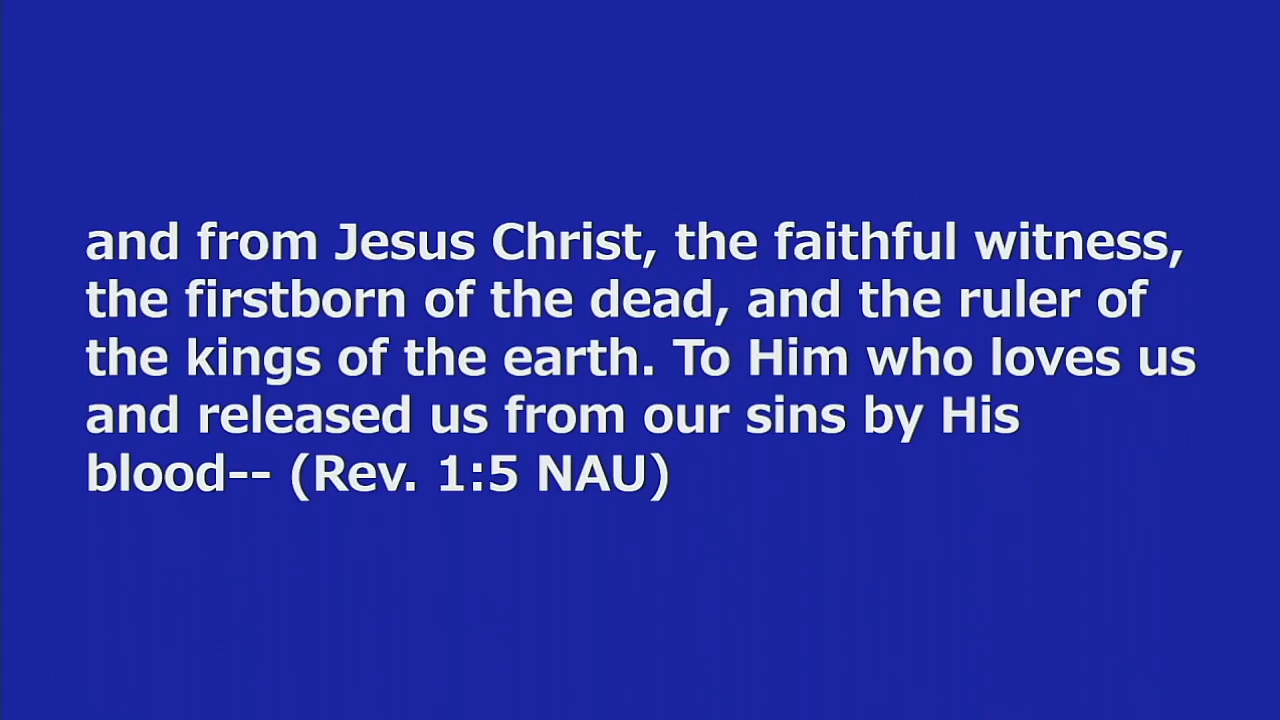 and from Jesus Christ, the faithful witness,
the firstborn of the dead, and the ruler of
the kings of the earth. To Him who loves us
and released us from our sins by His
blood-- (Rev. 1:5 NAU)